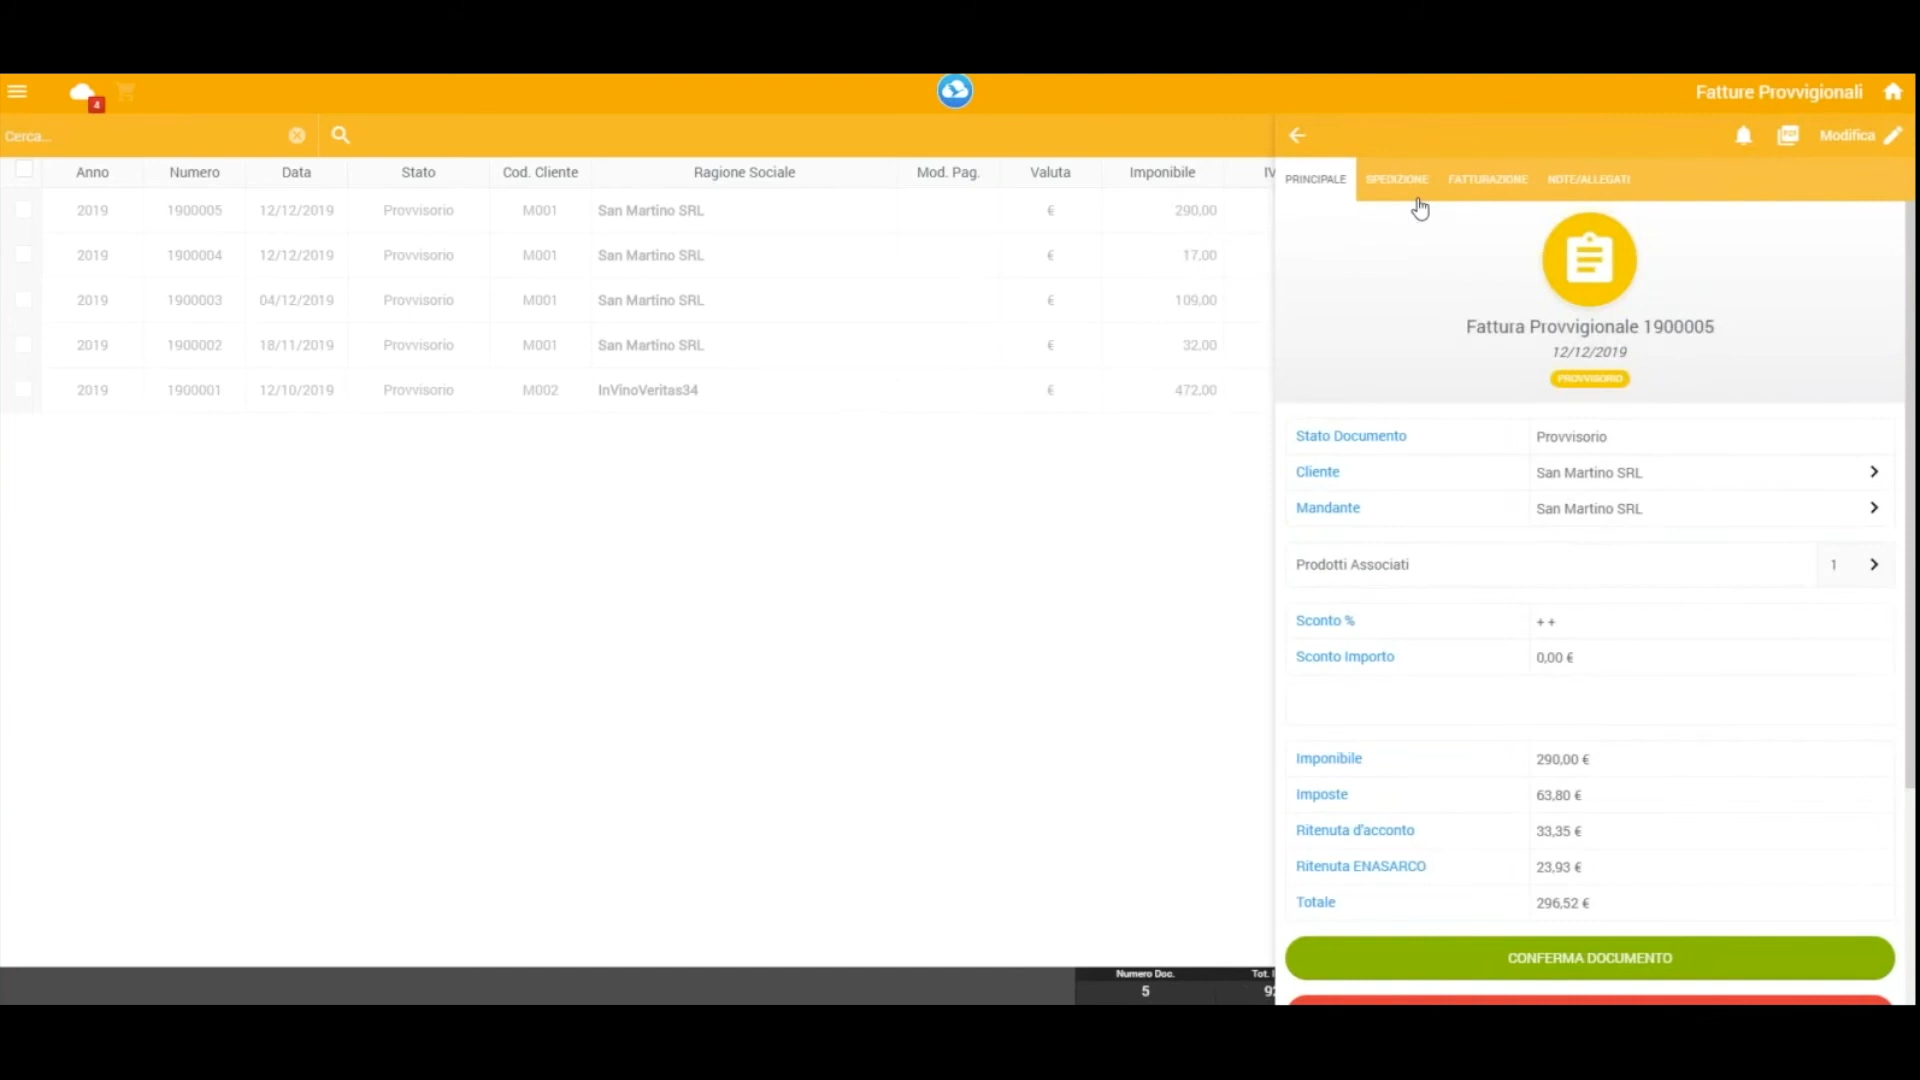 4
Fatture Provvigionali
Cerca...
Modifica
Anno Numero Data Stato Cod. Cliente Ragione Sociale Mod. Pag. Valuta Imponibile IV
2019 1900005 12/12/2019 Provvisorio M001 San Martino SRL € 290,00
2019 1900004 12/12/2019 Provvisorio M001 San Martino SRL € 17,00
2019 1900003 04/12/2019 Provvisorio M001 San Martino SRL € 109,00
2019 1900002 18/11/2019 Provvisorio M001 San Martino SRL € 32,00
2019 1900001 12/10/2019 Provvisorio M002 InVinoVeritas34 € 472,00
Numero Doc. Tot. I
5 92
PRINCIPALE SPEDIZIONE FATTURAZIONE NOTE/ALLEGATI
Fattura Provvigionale 1900005
12/12/2019
PROVVISORIO
Stato Documento Provvisorio
Cliente San Martino SRL
Mandante San Martino SRL
Prodotti Associati 1
Sconto % + +
Sconto Importo 0,00 €
Imponibile 290,00 €
Imposte 63,80 €
Ritenuta d'acconto 33,35 €
Ritenuta ENASARCO 23,93 €
Totale 296,52 €
CONFERMA DOCUMENTO